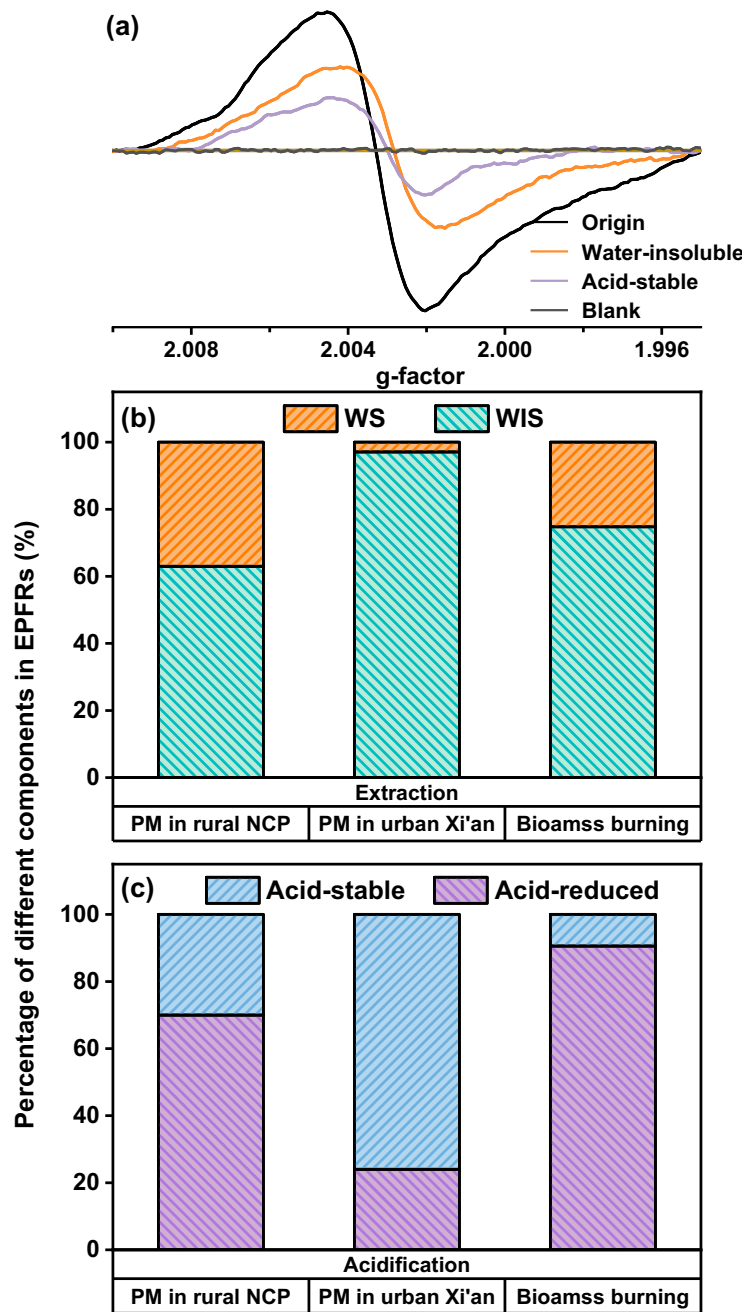 (a)
Origin
Water-insoluble
Acid-stable
Blank
2.008 2.004 2.000 1.996
g-factor
Percentage of different components in EPFRs (%)
(b) WS WIS
100
80
60
40
20
0
Extraction
PM in rural NCP PM in urban Xi'an Bioamss burning
(c) Acid-stable Acid-reduced
100
80
60
40
20
0
Acidification
PM in rural NCP PM in urban Xi'an Bioamss burning